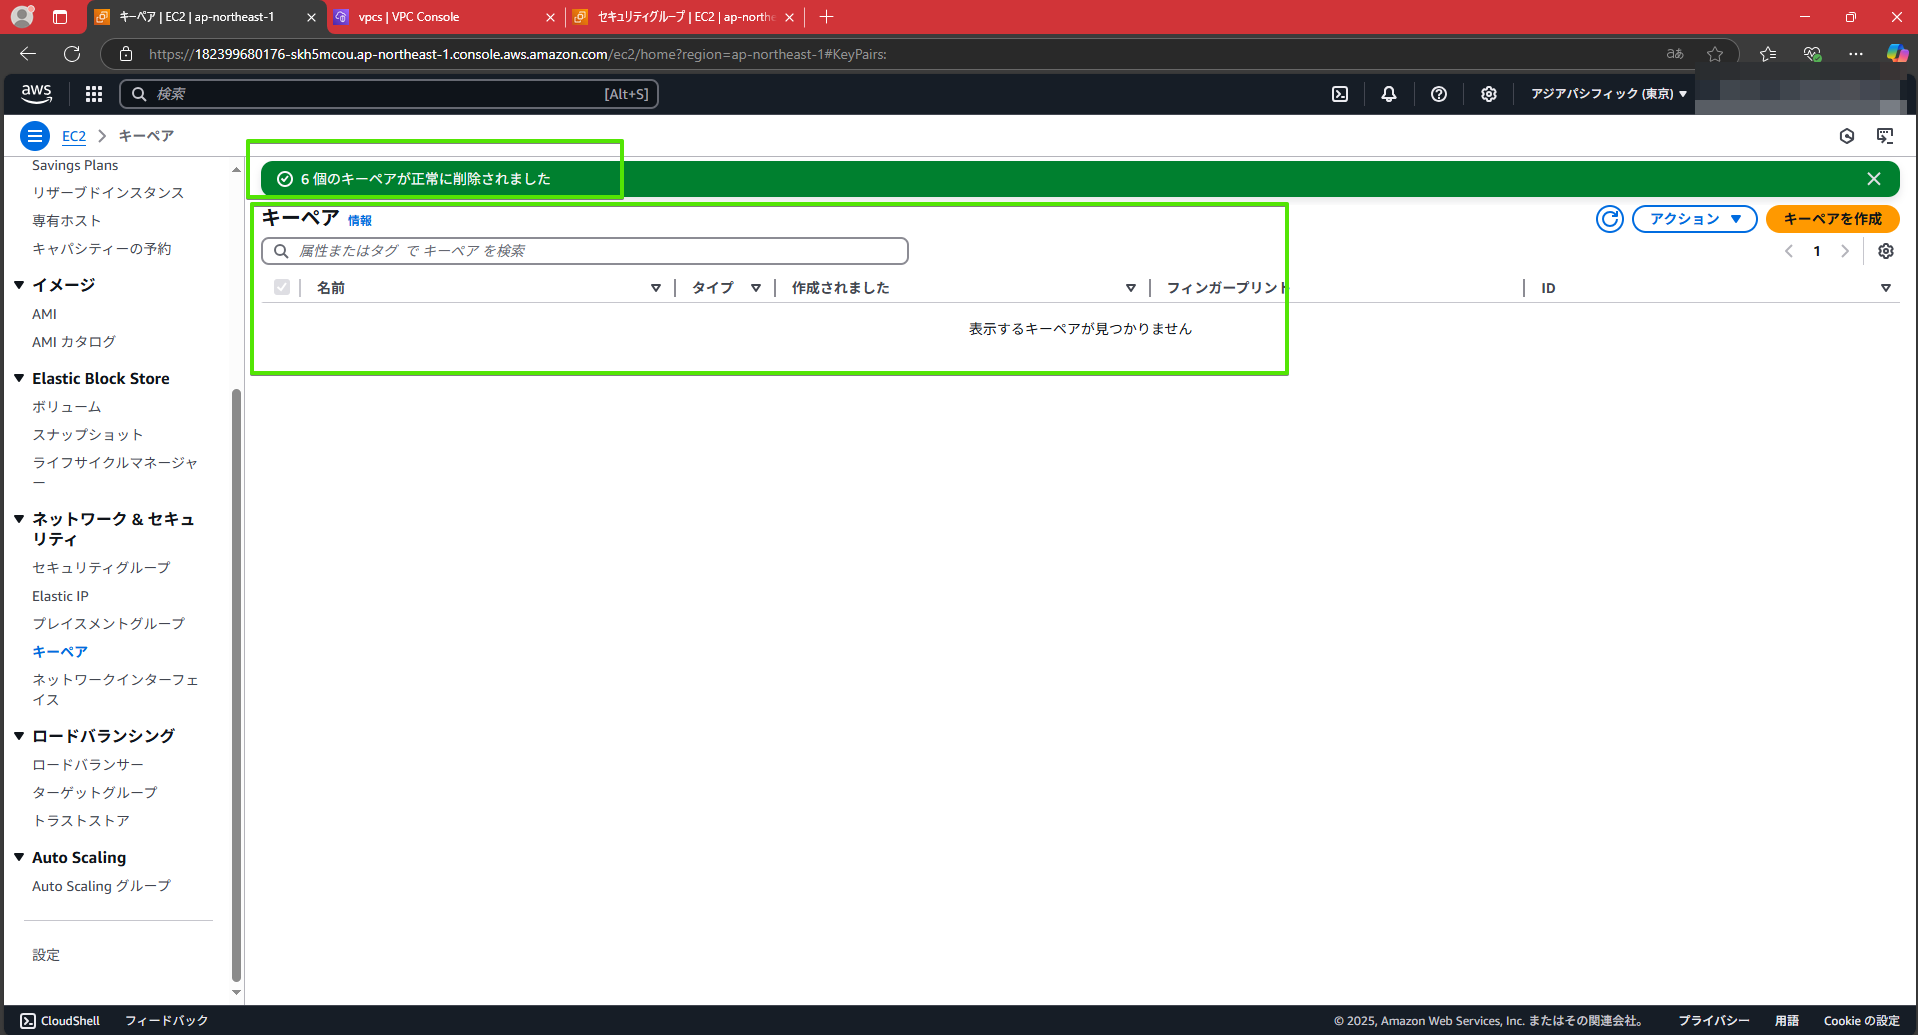 キーペア | EC2 | ap-northeast-1
vpcs | VPC Console
セキュリティグループ | EC2 | ap-northe
https://182399680176-skh5mcou.ap-northeast-1.console.aws.amazon.com/ec2/home?region=ap-northeast-1#KeyPairs:
aあ
aws
検索
[Alt+S]
アジアパシフィック (東京)
EC2
キーペア
Savings Plans
リザーブドインスタンス
専有ホスト
キャパシティーの予約
イメージ
AMI
AMI カタログ
Elastic Block Store
ボリューム
スナップショット
ライフサイクルマネージャ
ー
ネットワーク & セキュ
リティ
セキュリティグループ
Elastic IP
プレイスメントグループ
キーペア
ネットワークインターフェ
イス
ロードバランシング
ロードバランサー
ターゲットグループ
トラストストア
Auto Scaling
Auto Scaling グループ
設定
6 個のキーペアが正常に削除されました
キーペア 情報
アクション
キーペアを作成
属性またはタグ で キーペア を検索
1
名前
タイプ
作成されました
フィンガープリント
ID
表示するキーペアが見つかりません
CloudShell
フィードバック
© 2025, Amazon Web Services, Inc. またはその関連会社。
プライバシー
用語
Cookie の設定